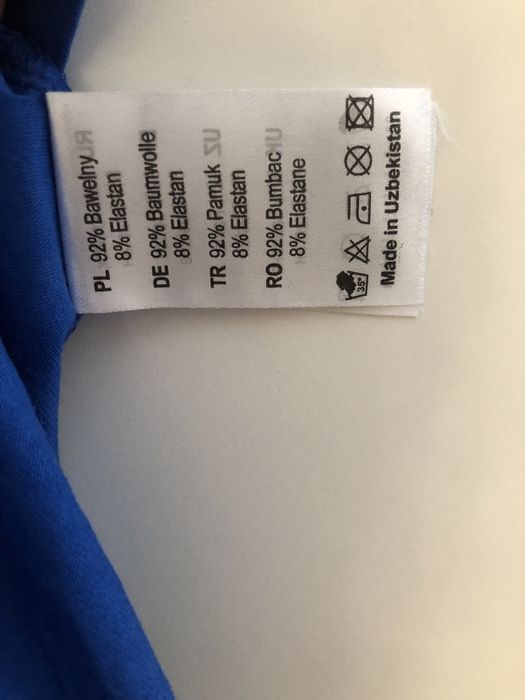 PL 92% Bawelny
8% Elastan
DE 92% Baumwolle
8% Elastan
TR 92% Pamuk
8% Elastan
RO 92% Bumbac
8% Elastane
35°
Made in Uzbekistan